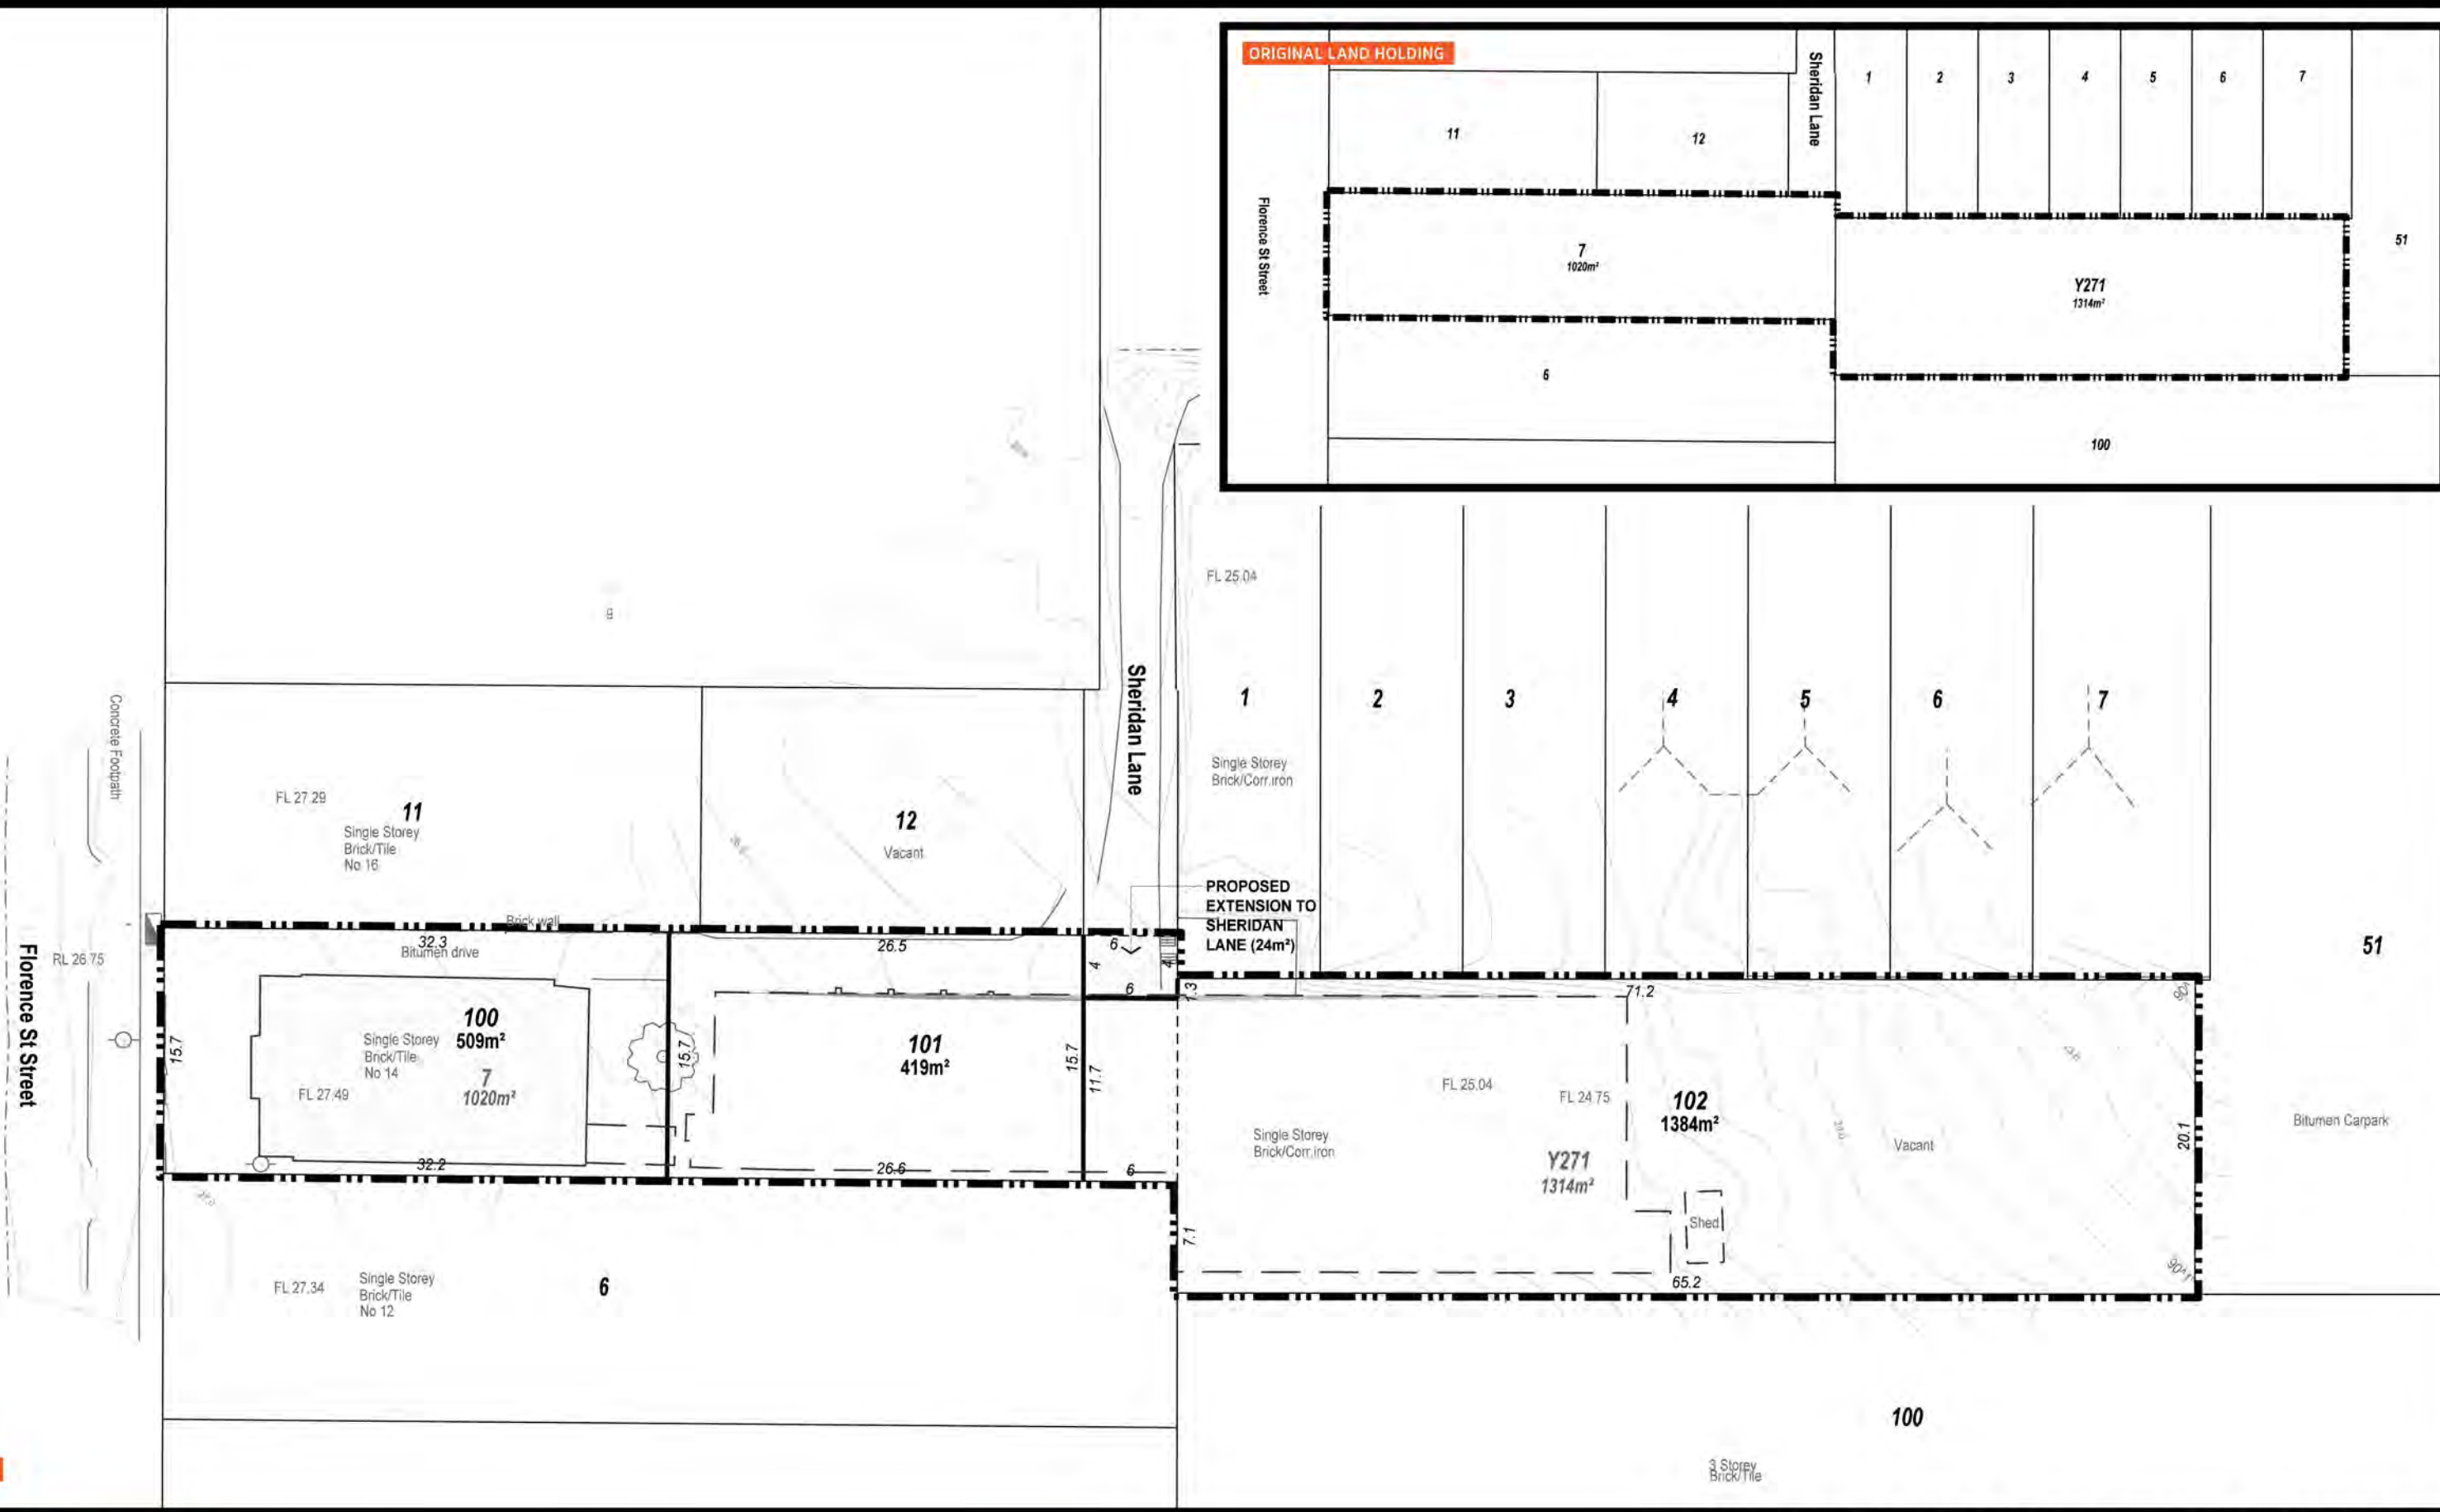 ORIGINAL LAND HOLDING
Sheridan Lane
1
2
3
4
5
6
7
11
12
51
Florence St Street
7
1020m²
Y271
1314m²
6
100
FL 25.04
B
Sheridan Lane
1
2
3
4
5
6
7
Single Storey
Brick/Corr.iron
Concrete Footpath
FL 27.29
11
Single Storey
Brick/Tile
No 16
12
Vacant
PROPOSED
EXTENSION TO
SHERIDAN
LANE (24m²)
Brick wall
32.3
Bitumen drive
26.5
6
4
4
6
1.3
71.2
51
RL 26.75
Florence St Street
15.7
100
509m²
Single Storey
Brick/Tile
No 14
7
1020m²
FL 27.49
15.7
101
419m²
15.7
11.7
FL 25.04
FL 24.75
102
1384m²
Single Storey
Brick/Corr.iron
Y271
1314m²
Vacant
20.1
Bitumen Carpark
32.2
26.6
6
7.1
Shed
65.2
FL 27.34
Single Storey
Brick/Tile
No 12
6
100
3 Storey
Brick/Tile